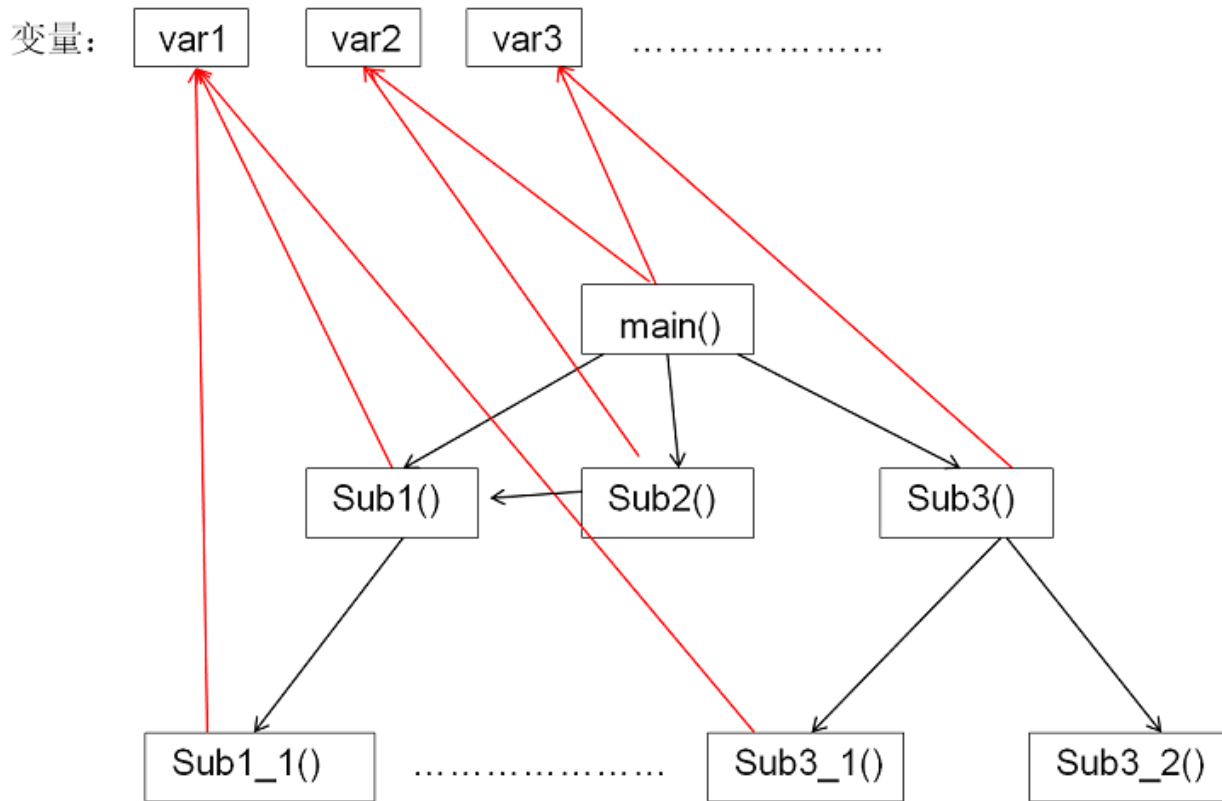 变量： var1 var2 var3 …………………
main()
Sub1() Sub2() Sub3()
Sub1_1() ………………… Sub3_1() Sub3_2()